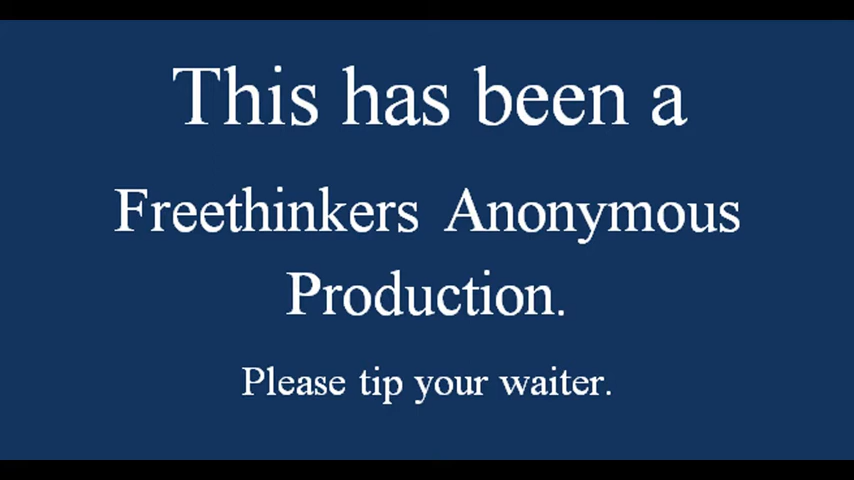 This has been a
Freethinkers Anonymous
Production.
Please tip your waiter.